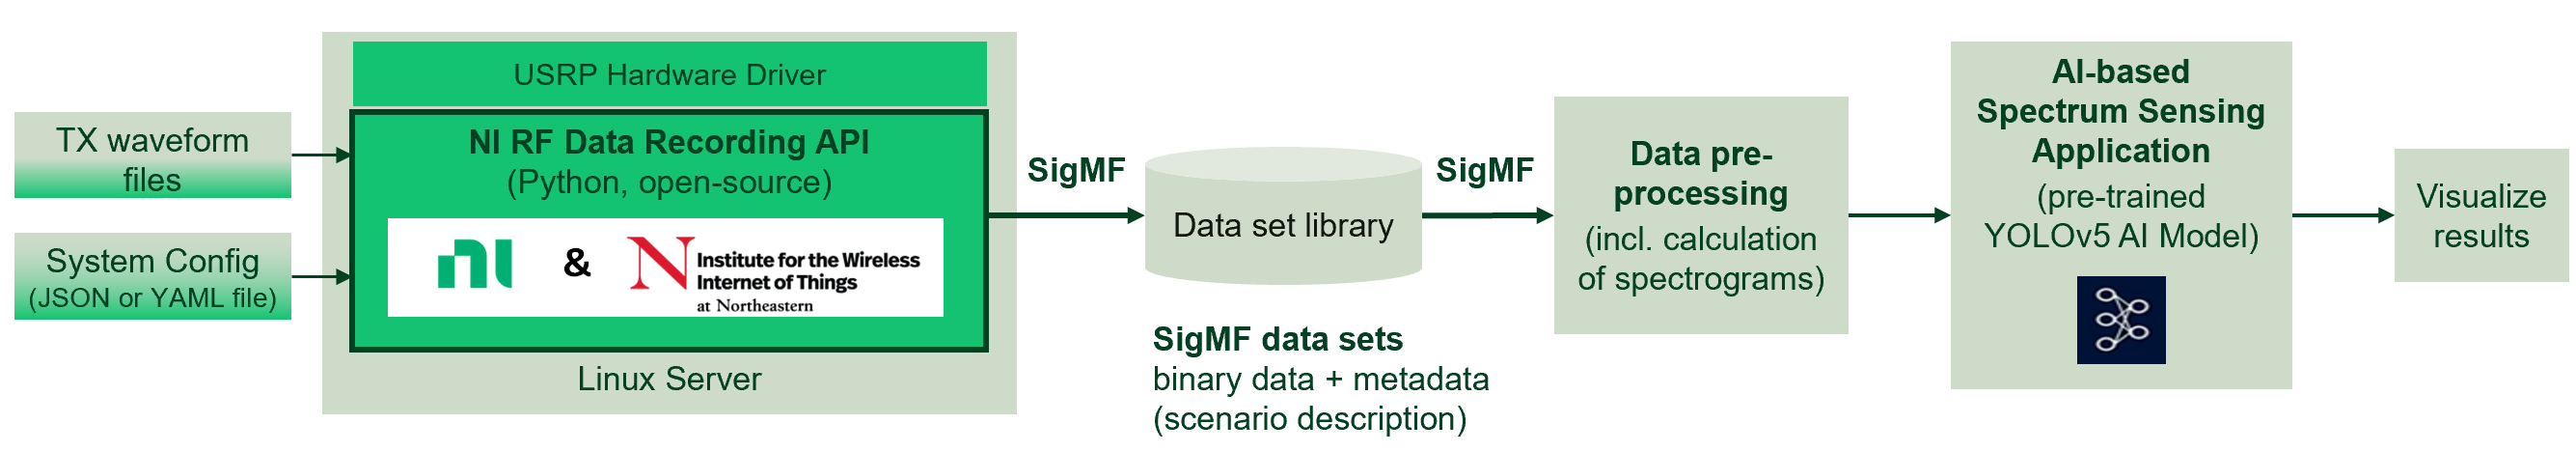 TX waveform
files
System Config
(JSON or YAML file)
USRP Hardware Driver
NI RF Data Recording API
(Python, open-source)
ni & N Institute for the Wireless
Internet of Things
at Northeastern
Linux Server
SigMF
Data set library
SigMF data sets
binary data + metadata
(scenario description)
SigMF
Data pre-
processing
(incl. calculation
of spectrograms)
AI-based
Spectrum Sensing
Application
(pre-trained
YOLOv5 AI Model)
Visualize
results